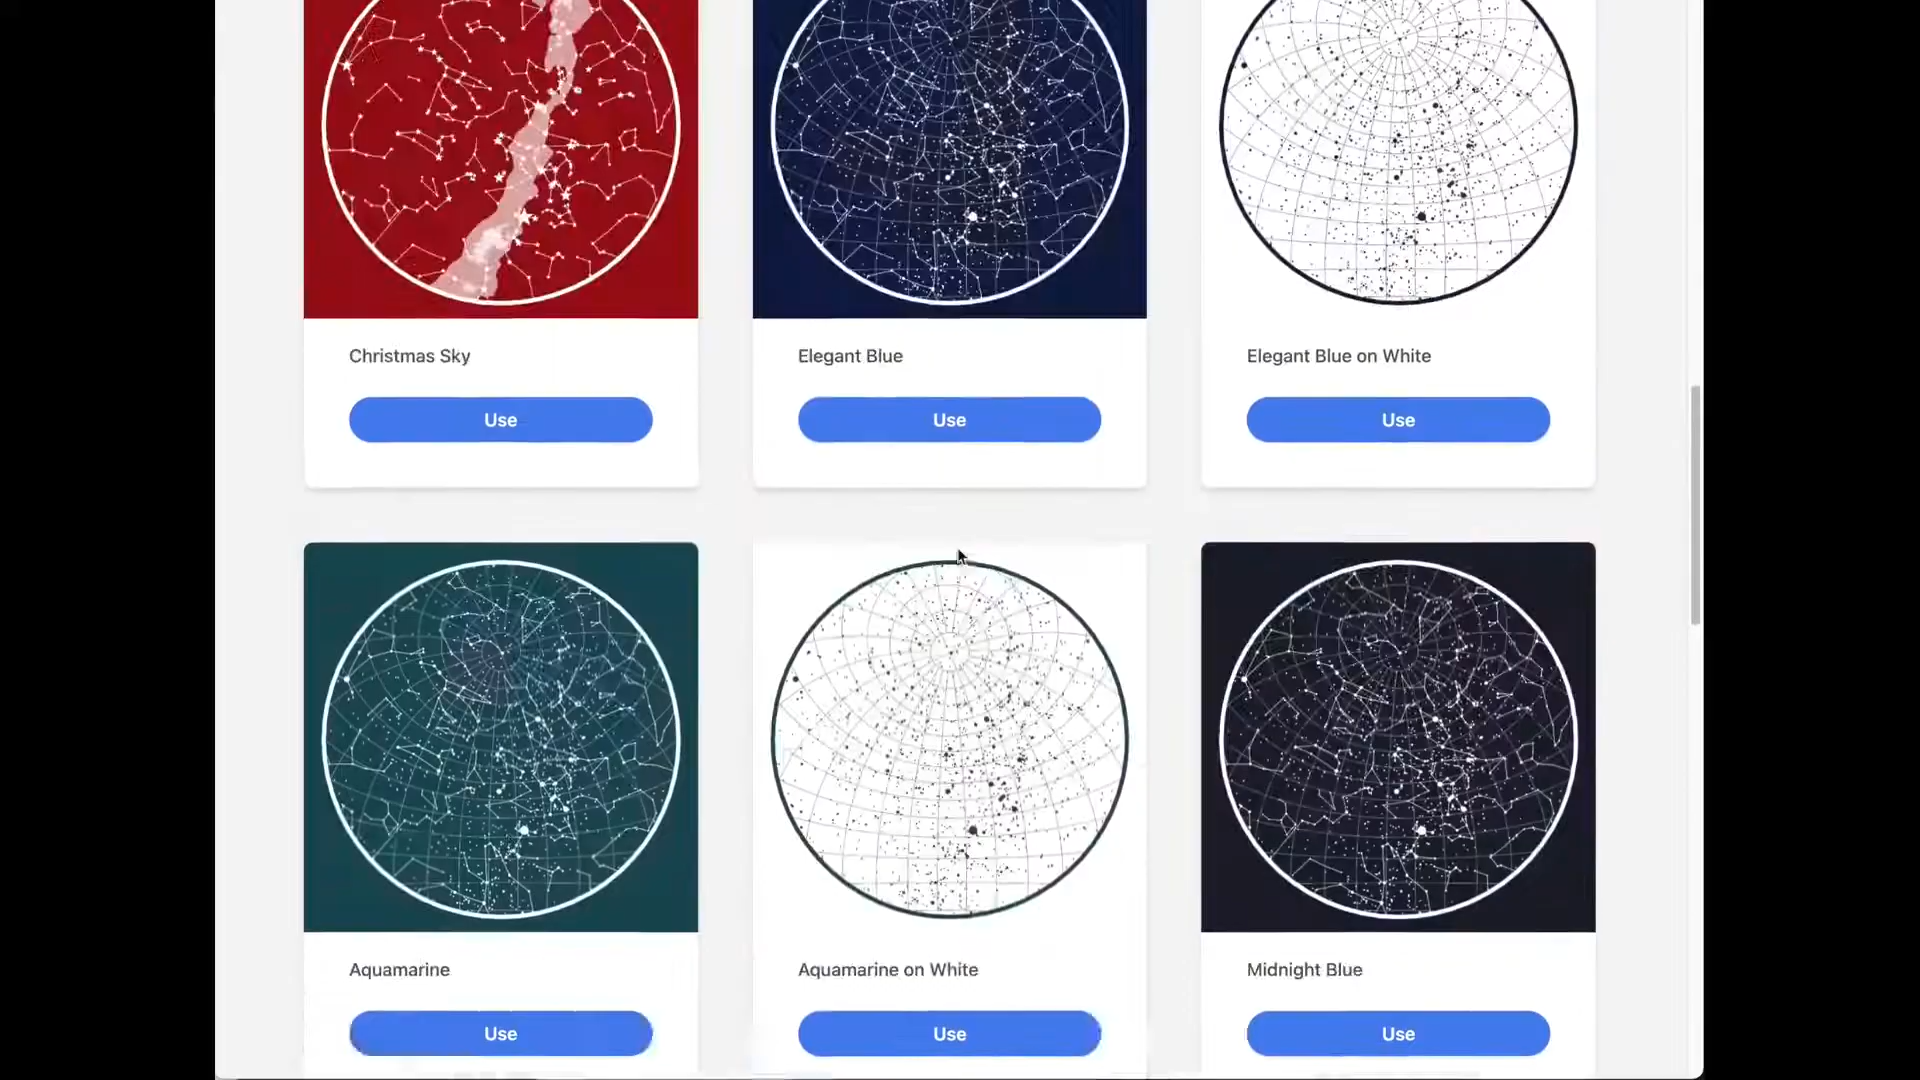 Christmas Sky
Elegant Blue
Elegant Blue on White
Use
Use
Use
Aquamarine
Aquamarine on White
Midnight Blue
Use
Use
Use